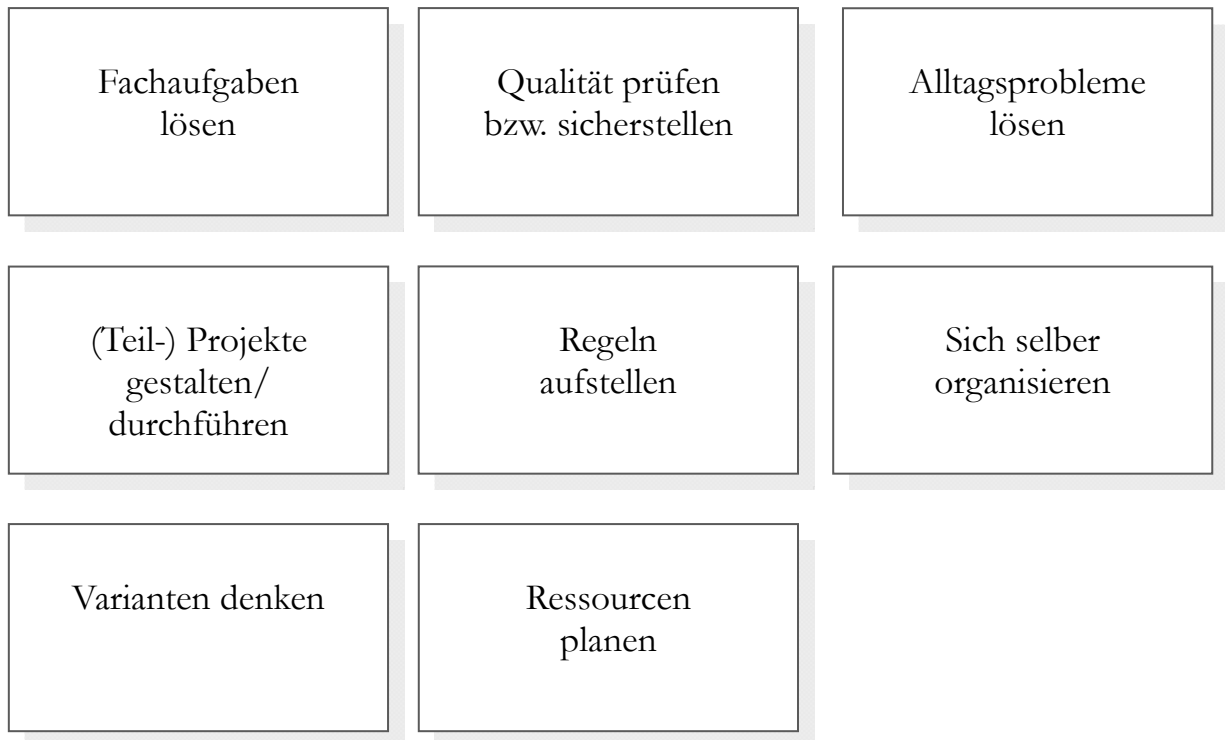 Fachaufgaben
lösen
Qualität prüfen
bzw. sicherstellen
Alltagsprobleme
lösen
(Teil-) Projekte
gestalten/
durchführen
Regeln
aufstellen
Sich selber
organisieren
Varianten denken
Ressourcen
planen